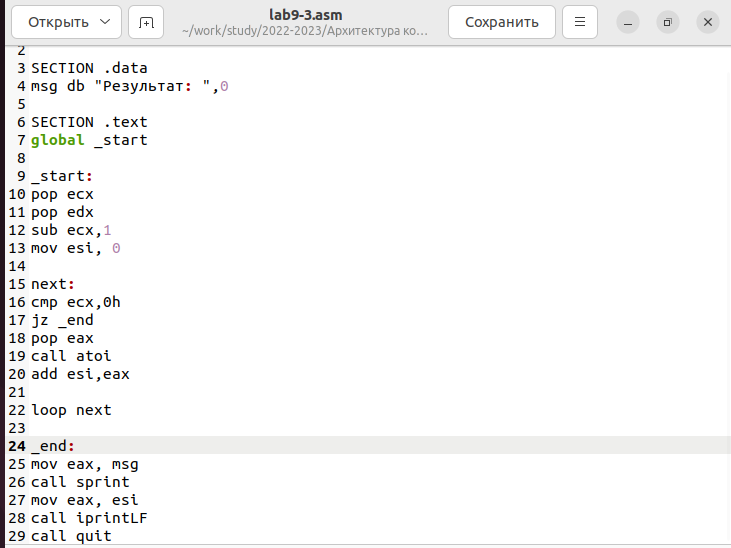 Открыть
lab9-3.asm
~/work/study/2022-2023/Архитектура ко...
Сохранить
2
3 SECTION .data
4 msg db "Результат: ",0
5
6 SECTION .text
7 global _start
8
9 _start:
10 pop ecx
11 pop edx
12 sub ecx,1
13 mov esi, 0
14
15 next:
16 cmp ecx,0h
17 jz _end
18 pop eax
19 call atoi
20 add esi,eax
21
22 loop next
23
24 _end:
25 mov eax, msg
26 call sprint
27 mov eax, esi
28 call iprintLF
29 call quit